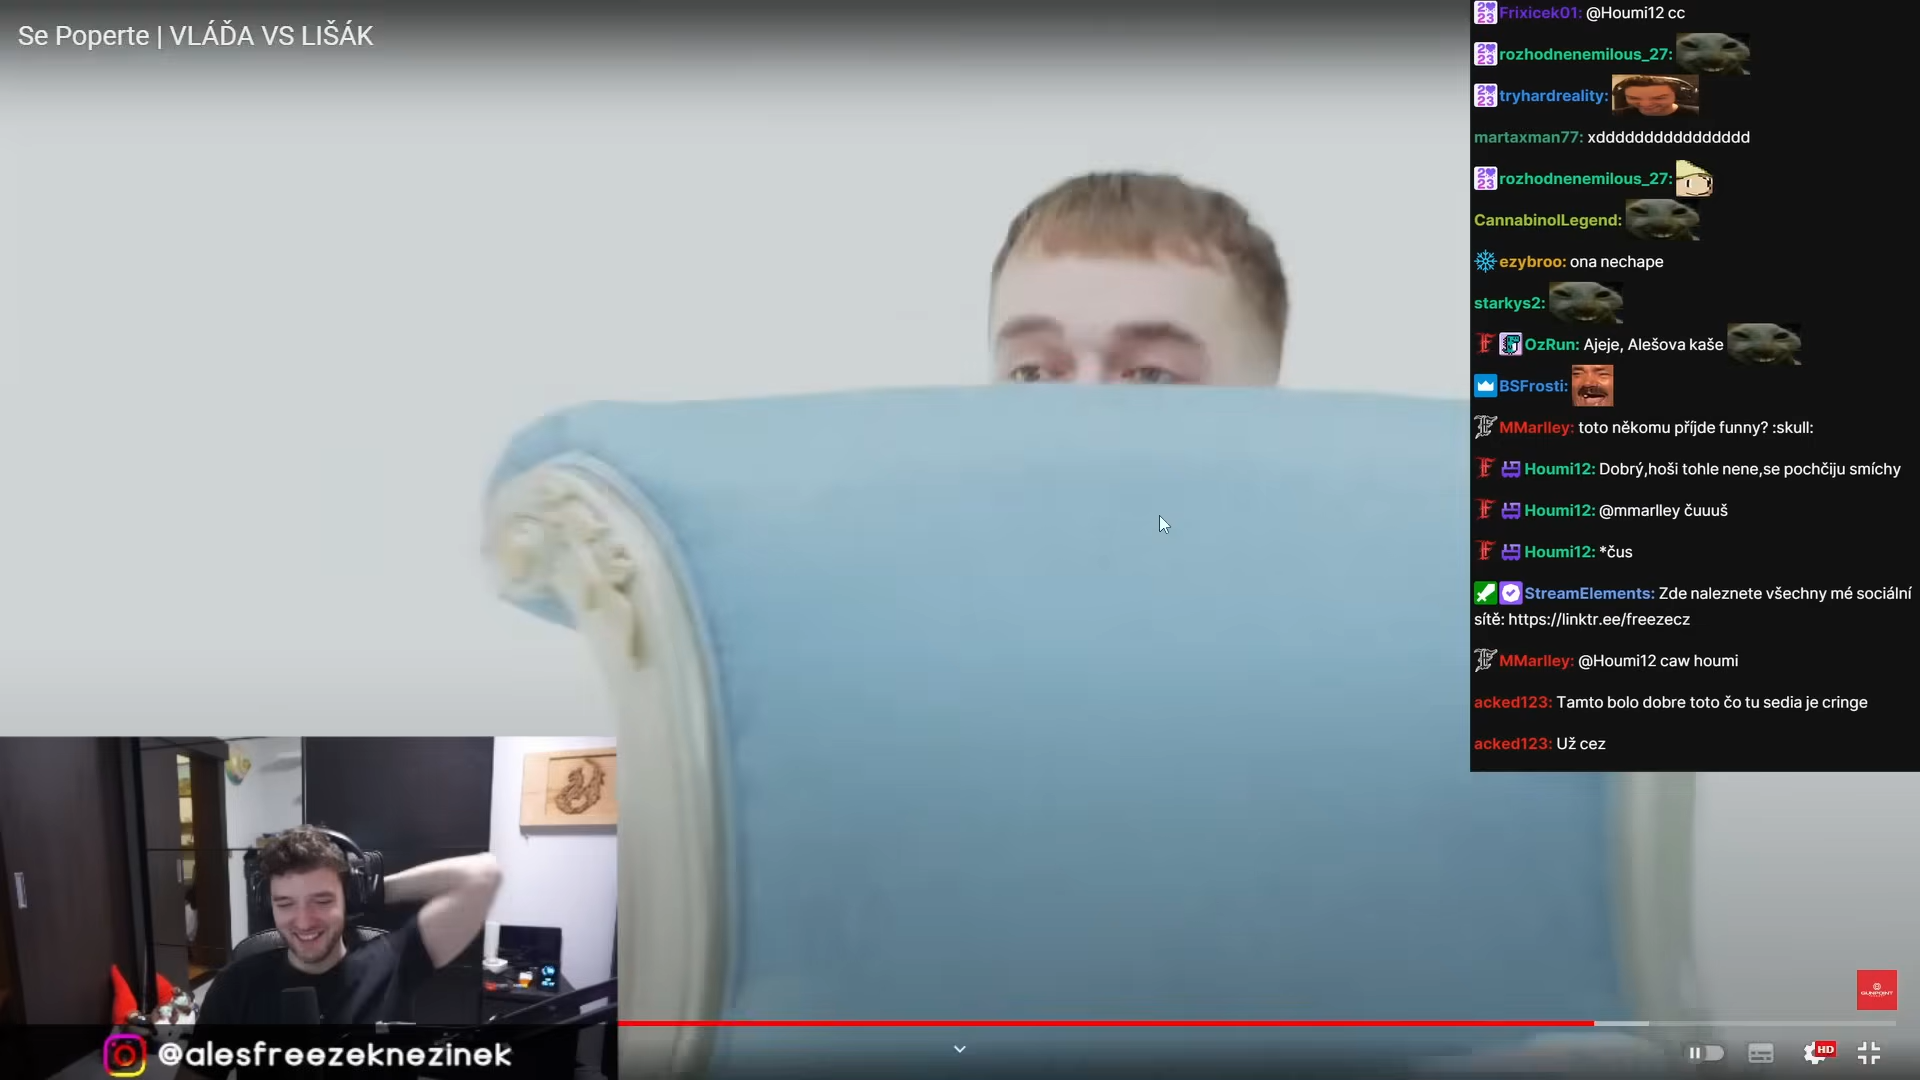 Se Poperte | VLÁĎA VS LIŠÁK
Frixicek01: @Houmi12 cc
rozhodnenemilous_27:
tryhardreality:
martaxman77: xdddddddddddddddd
rozhodnenemilous_27:
CannabinolLegend:
ezybroo: ona nechape
starkys2:
OzRun: Ajeje, Alešova kaše
BSFrosti:
MMarlley: toto někomu příjde funny? :skull:
Houmi12: Dobrý,hoši tohle nene,se pochčiju smíchy
Houmi12: @mmarlley čuuuš
Houmi12: *čus
StreamElements: Zde naleznete všechny mé sociální
sítě: https://linktr.ee/freezecz
MMarlley: @Houmi12 caw houmi
acked123: Tamto bolo dobre toto čo tu sedia je cringe
acked123: Už cez
GUNPOINT
@alesfreezeknezinek
HD